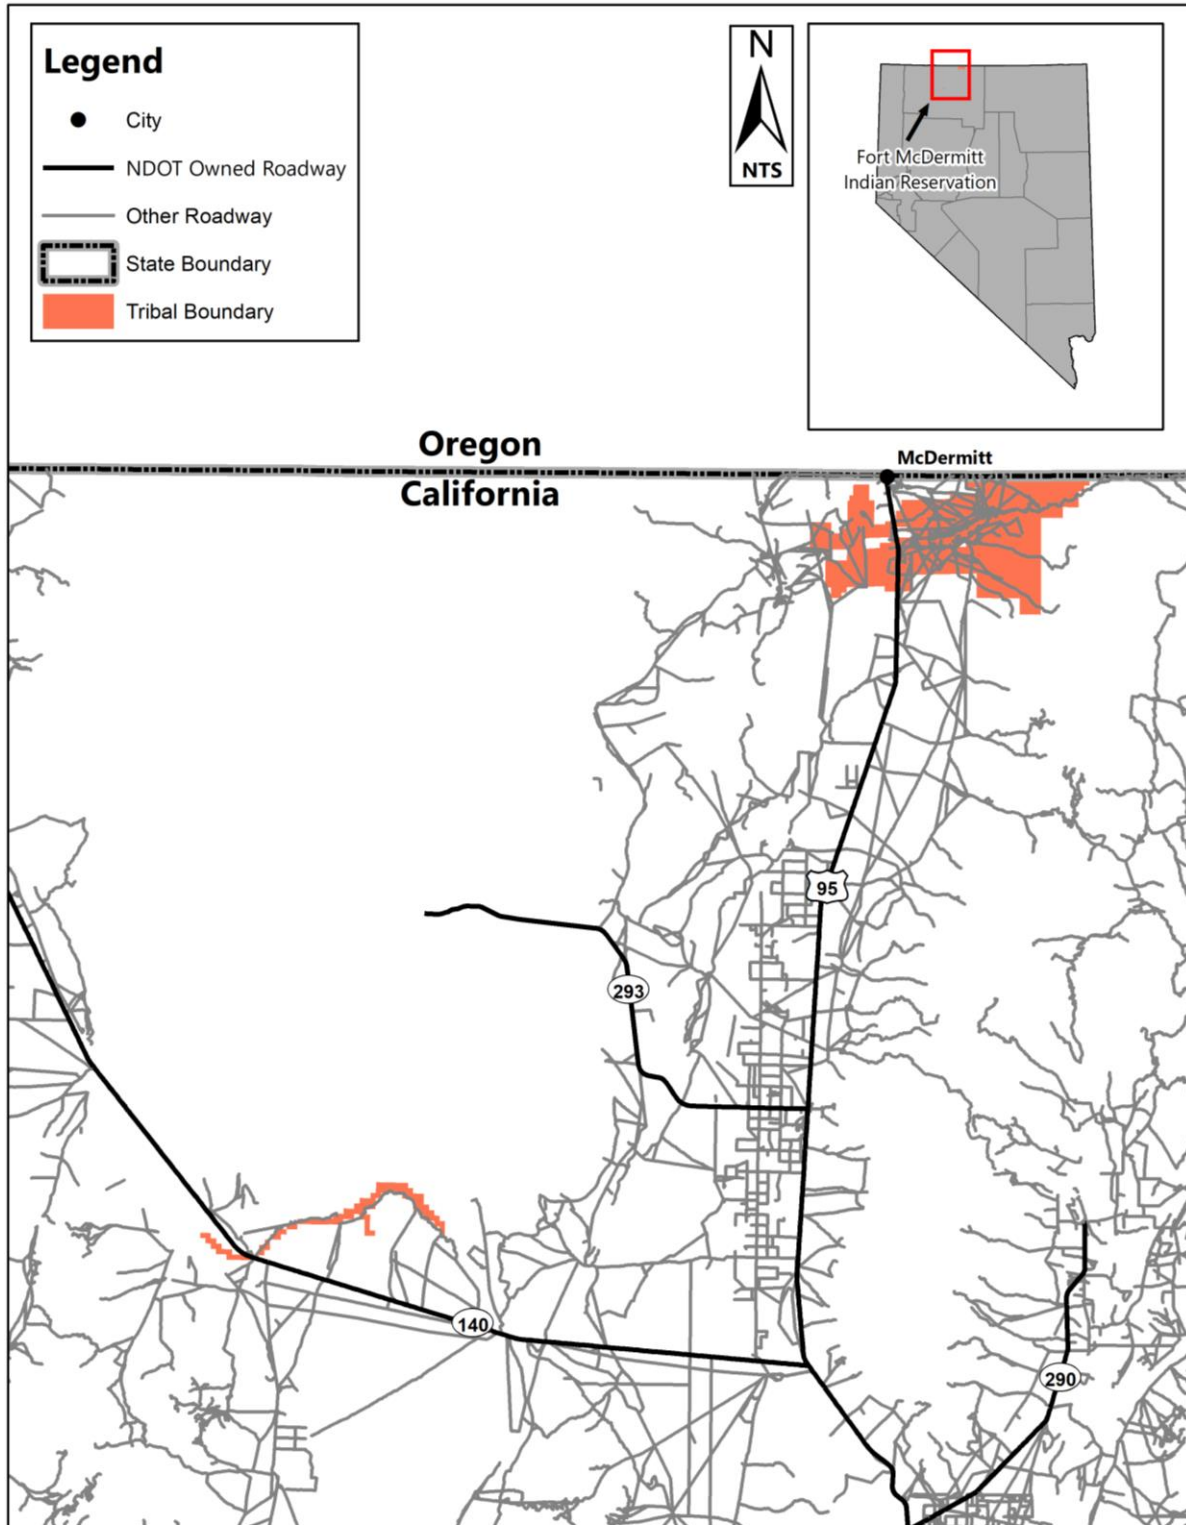 Legend
City
NDOT Owned Roadway
Other Roadway
State Boundary
Tribal Boundary
N
NTS
Fort McDermitt
Indian Reservation
Oregon
McDermitt
California
95
293
140
290